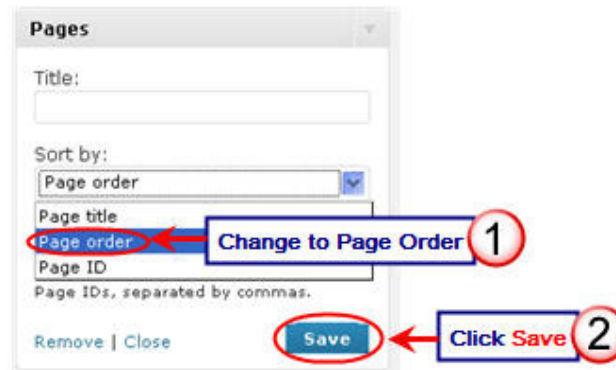 Pages
Title:
Sort by:
Page order
Page title
Page order
Change to Page Order
1
Page ID
Page IDs, separated by commas.
Remove | Close
Save
Click Save
2